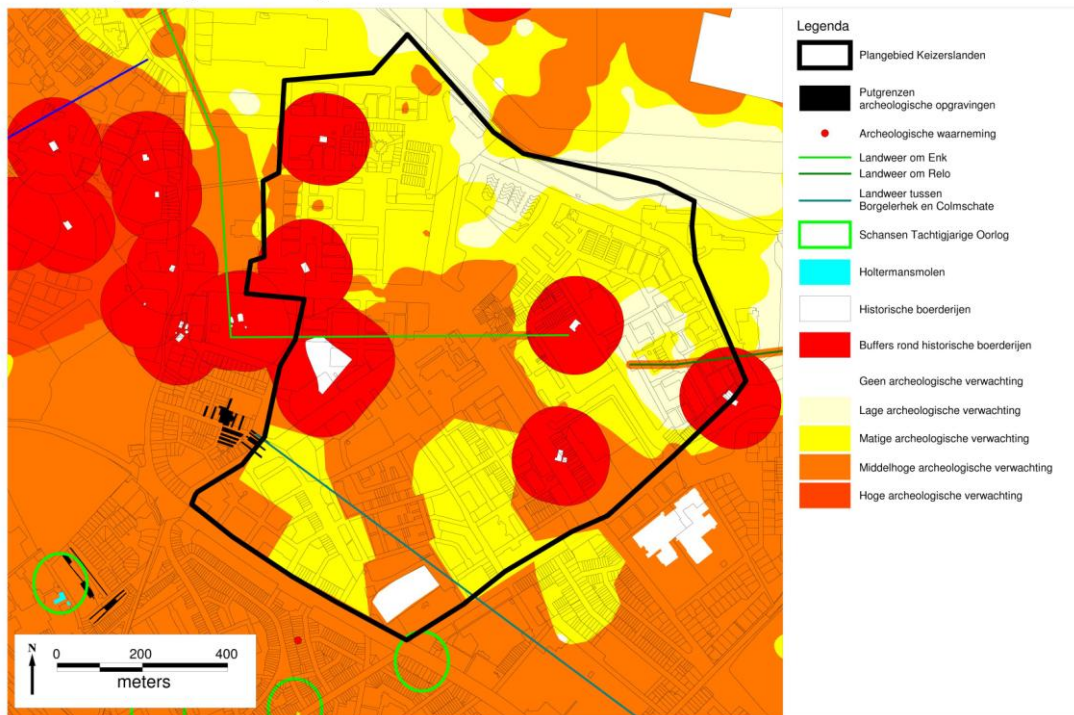 Legenda
Plangebied Keizerslanden
Putgrenzen
archeologische opgravingen
Archeologische waarneming
Landweer om Enk
Landweer om Relo
Landweer tussen
Borgelerhek en Colmschate
Schansen Tachtigjarige Oorlog
Holtermansmolen
Historische boerderijen
Buffers rond historische boerderijen
Geen archeologische verwachting
Lage archeologische verwachting
Matige archeologische verwachting
Middelhoge archeologische verwachting
Hoge archeologische verwachting
N
0 200 400
meters